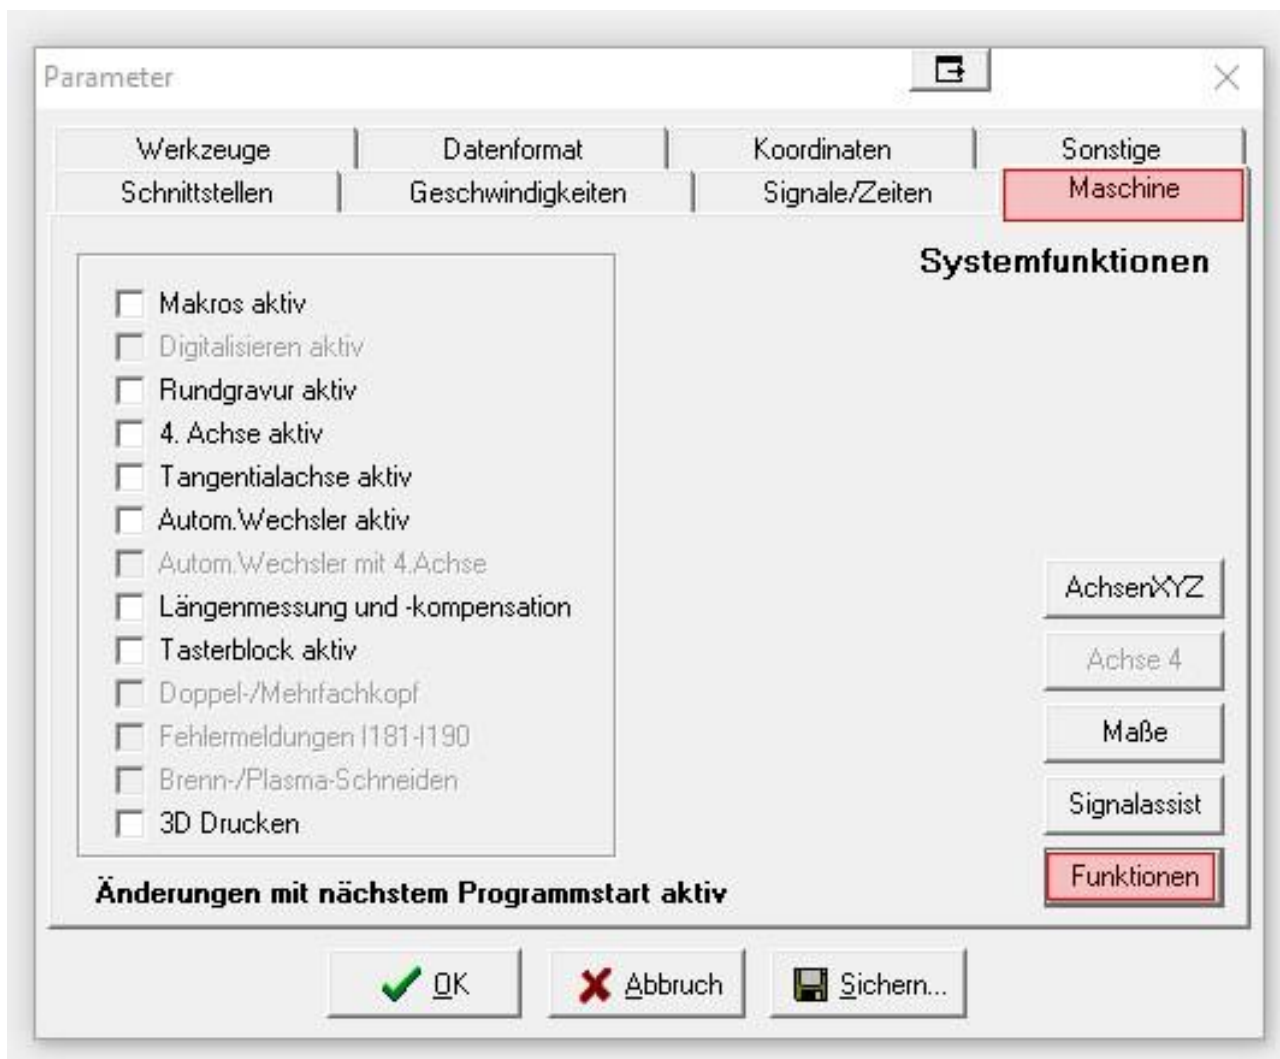 Parameter
Werkzeuge Datenformat Koordinaten Sonstige
Schnittstellen Geschwindigkeiten Signale/Zeiten Maschine
Systemfunktionen
Makros aktiv
Digitalisieren aktiv
Rundgravur aktiv
4. Achse aktiv
Tangentialachse aktiv
Autom.Wechsler aktiv
Autom.Wechsler mit 4.Achse
Längenmessung und -kompensation
Tasterblock aktiv
Doppel-/Mehrfachkopf
Fehlermeldungen I181-I190
Brenn-/Plasma-Schneiden
3D Drucken
AchsenXYZ
Achse 4
Maße
Signalassist
Funktionen
Änderungen mit nächstem Programmstart aktiv
OK Abbruch Sichern...